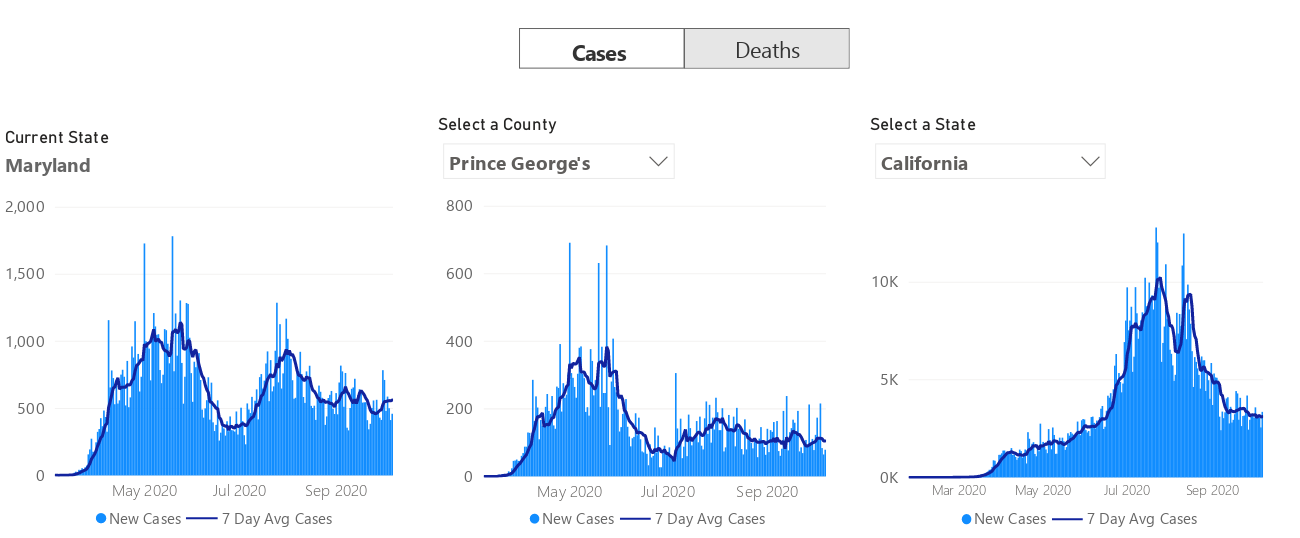 Cases
Deaths
Current State
Maryland
2,000
1,500
1,000
500
0
May 2020
Jul 2020
Sep 2020
New Cases
7 Day Avg Cases
Select a County
Prince George's
800
600
400
200
0
May 2020
Jul 2020
Sep 2020
New Cases
7 Day Avg Cases
Select a State
California
10K
5K
0K
Mar 2020
May 2020
Jul 2020
Sep 2020
New Cases
7 Day Avg Cases